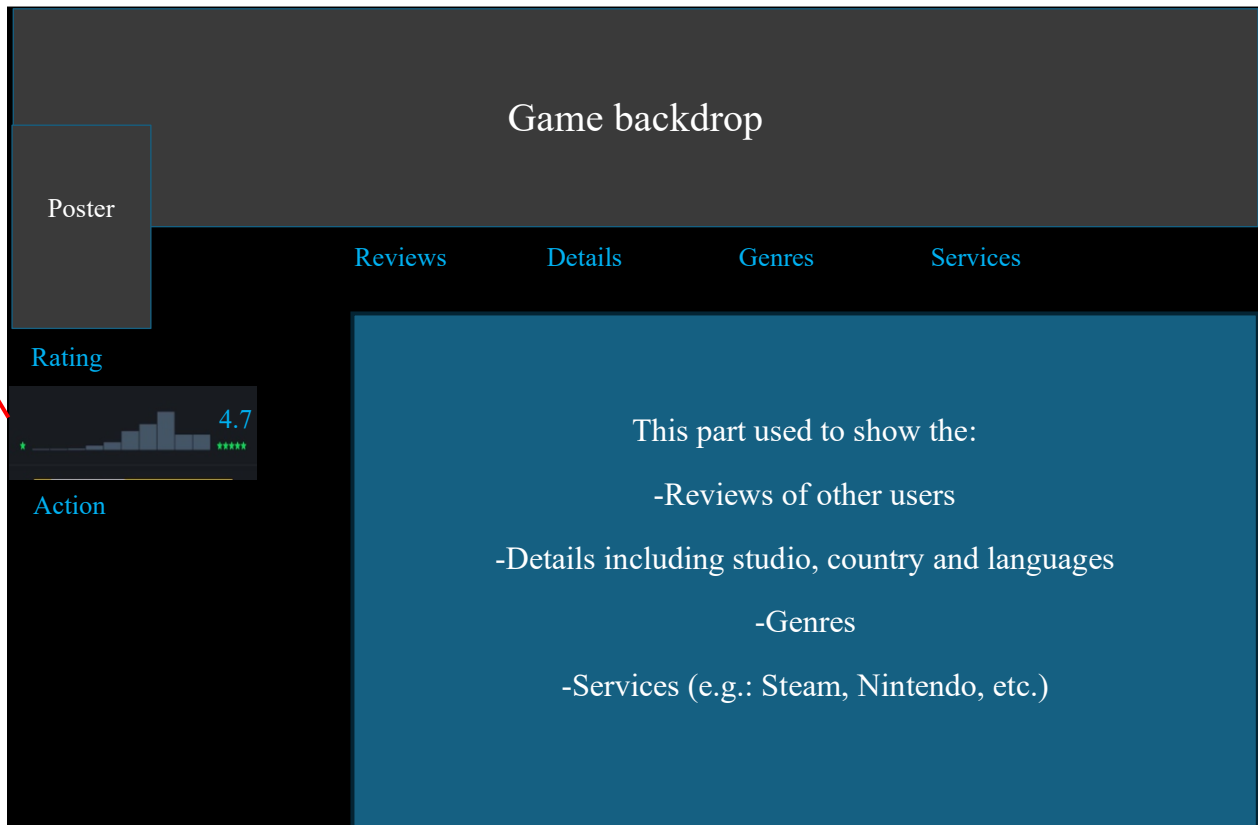 Game backdrop
Poster
Reviews Details Genres Services
Rating
4.7
Action
This part used to show the:
-Reviews of other users
-Details including studio, country and languages
-Genres
-Services (e.g.: Steam, Nintendo, etc.)